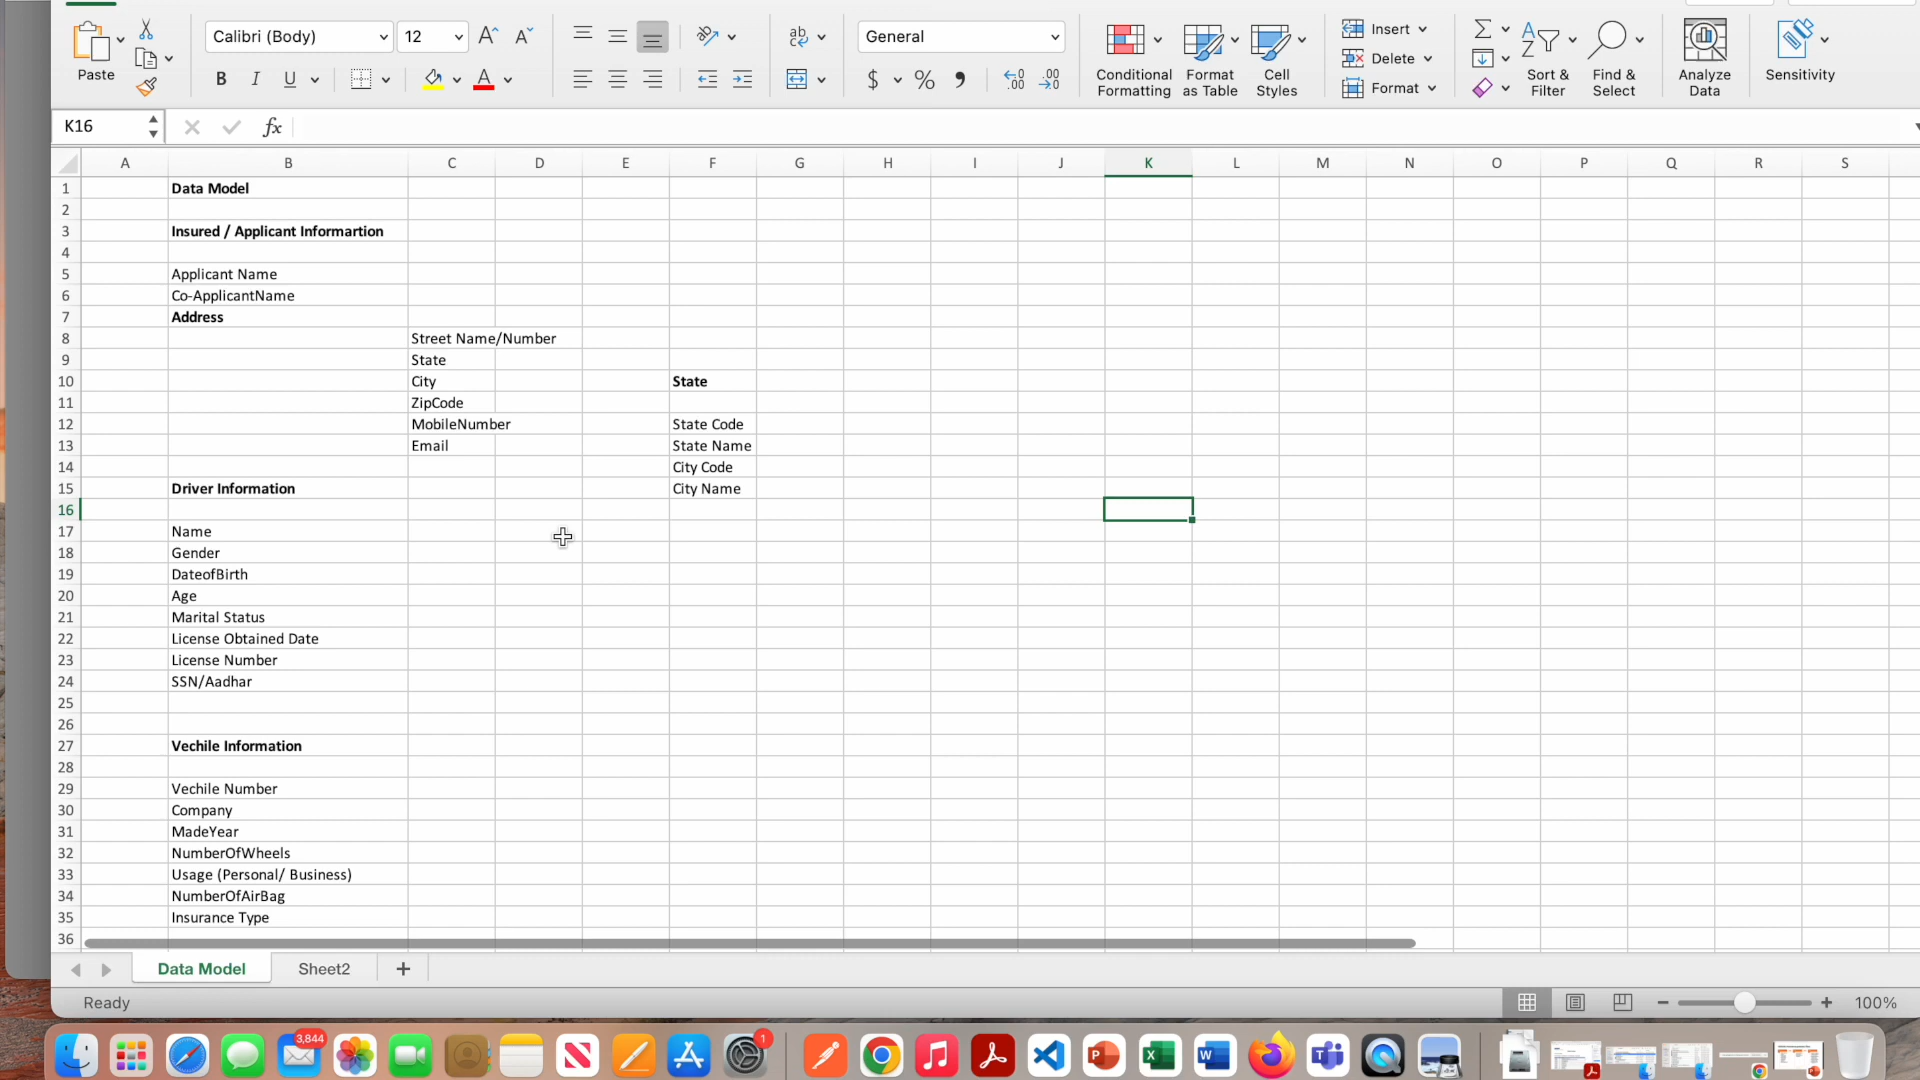 Paste
Calibri (Body)
12
General
Conditional Formatting
Format as Table
Cell Styles
Insert
Delete
Format
Sort & Filter
Find & Select
Analyze Data
Sensitivity
K16
fx
A B C D E F G H I J K L M N O P Q R S
1 Data Model
2
3 Insured / Applicant Informartion
4
5 Applicant Name
6 Co-ApplicantName
7 Address
8 Street Name/Number
9 State
10 City State
11 ZipCode
12 MobileNumber State Code
13 Email State Name
14 City Code
15 Driver Information City Name
16
17 Name
18 Gender
19 DateofBirth
20 Age
21 Marital Status
22 License Obtained Date
23 License Number
24 SSN/Aadhar
25
26
27 Vechile Information
28
29 Vechile Number
30 Company
31 MadeYear
32 NumberOfWheels
33 Usage (Personal/ Business)
34 NumberOfAirBag
35 Insurance Type
36
Data Model Sheet2 +
Ready
100%
3,844
1